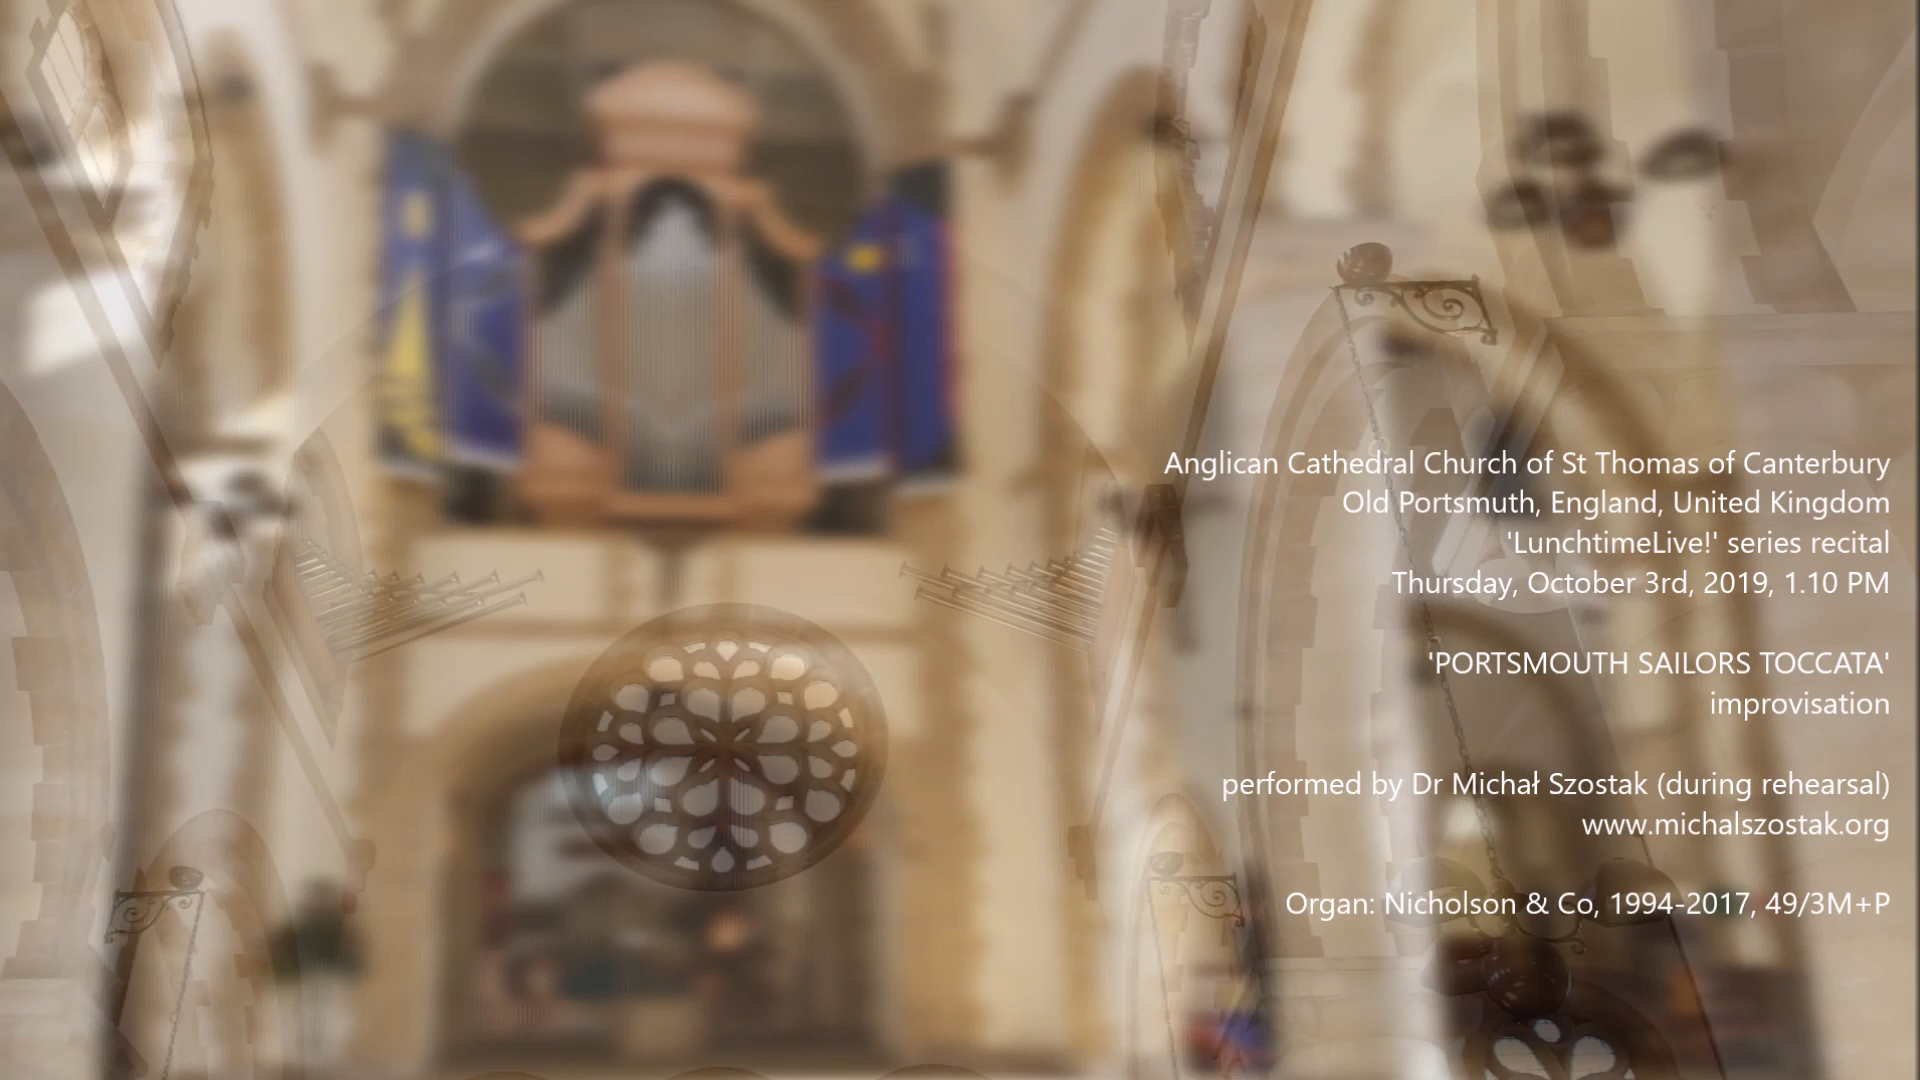 Anglican Cathedral Church of St Thomas of Canterbury
Old Portsmuth, England, United Kingdom
'LunchtimeLive!' series recital
Thursday, October 3rd, 2019, 1.10 PM
'PORTSMOUTH SAILORS TOCCATA'
improvisation
performed by Dr Michał Szostak (during rehearsal)
www.michalszostak.org
Organ: Nicholson & Co, 1994-2017, 49/3M+P